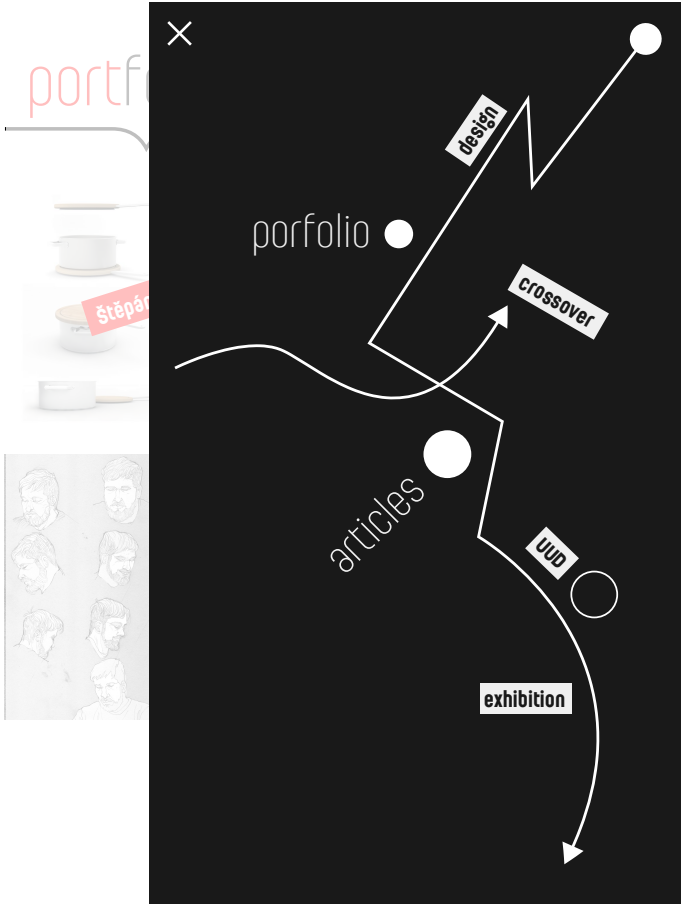 portf
design
porfolio
crossover
Štěpán
articles
UUD
exhibition